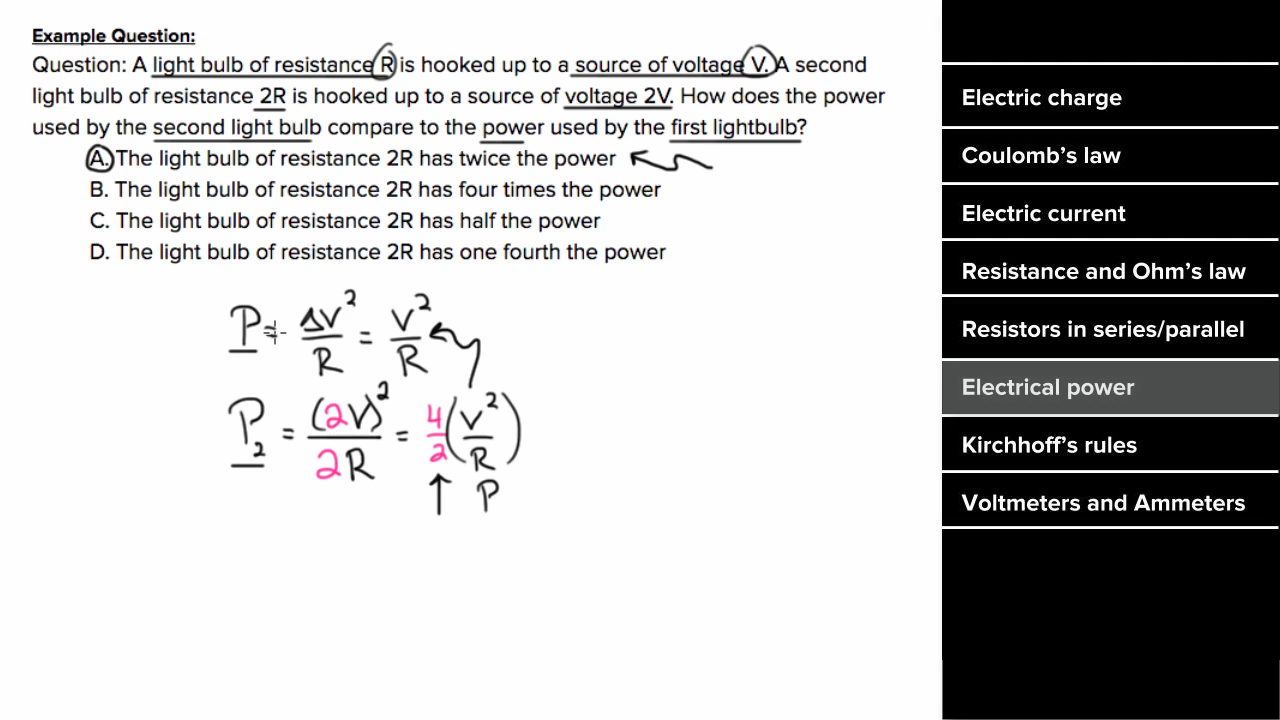 Example Question:
Question: A light bulb of resistance R is hooked up to a source of voltage V. A second
light bulb of resistance 2R is hooked up to a source of voltage 2V. How does the power
used by the second light bulb compare to the power used by the first lightbulb?
A. The light bulb of resistance 2R has twice the power
B. The light bulb of resistance 2R has four times the power
C. The light bulb of resistance 2R has half the power
D. The light bulb of resistance 2R has one fourth the power
P = ΔV²/R = V²/R
P₂ = (2V)²/2R = 4/2 (V²/R)
P
Electric charge
Coulomb’s law
Electric current
Resistance and Ohm’s law
Resistors in series/parallel
Electrical power
Kirchhoff’s rules
Voltmeters and Ammeters